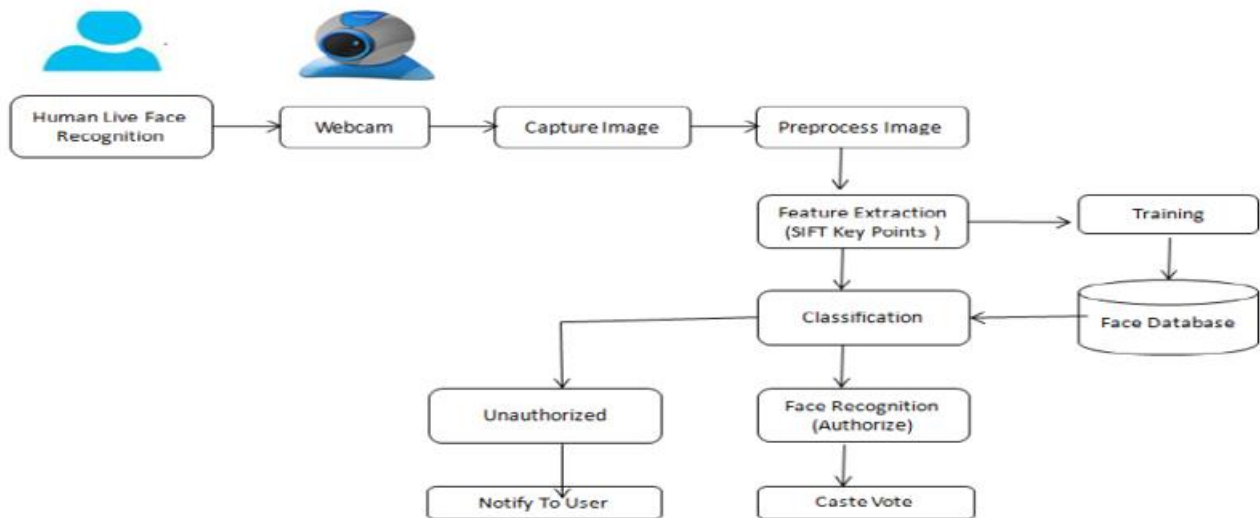 Human Live Face
Recognition
Webcam
Capture Image
Preprocess Image
Feature Extraction
(SIFT Key Points )
Training
Classification
Face Database
Unauthorized
Face Recognition
(Authorize)
Notify To User
Caste Vote